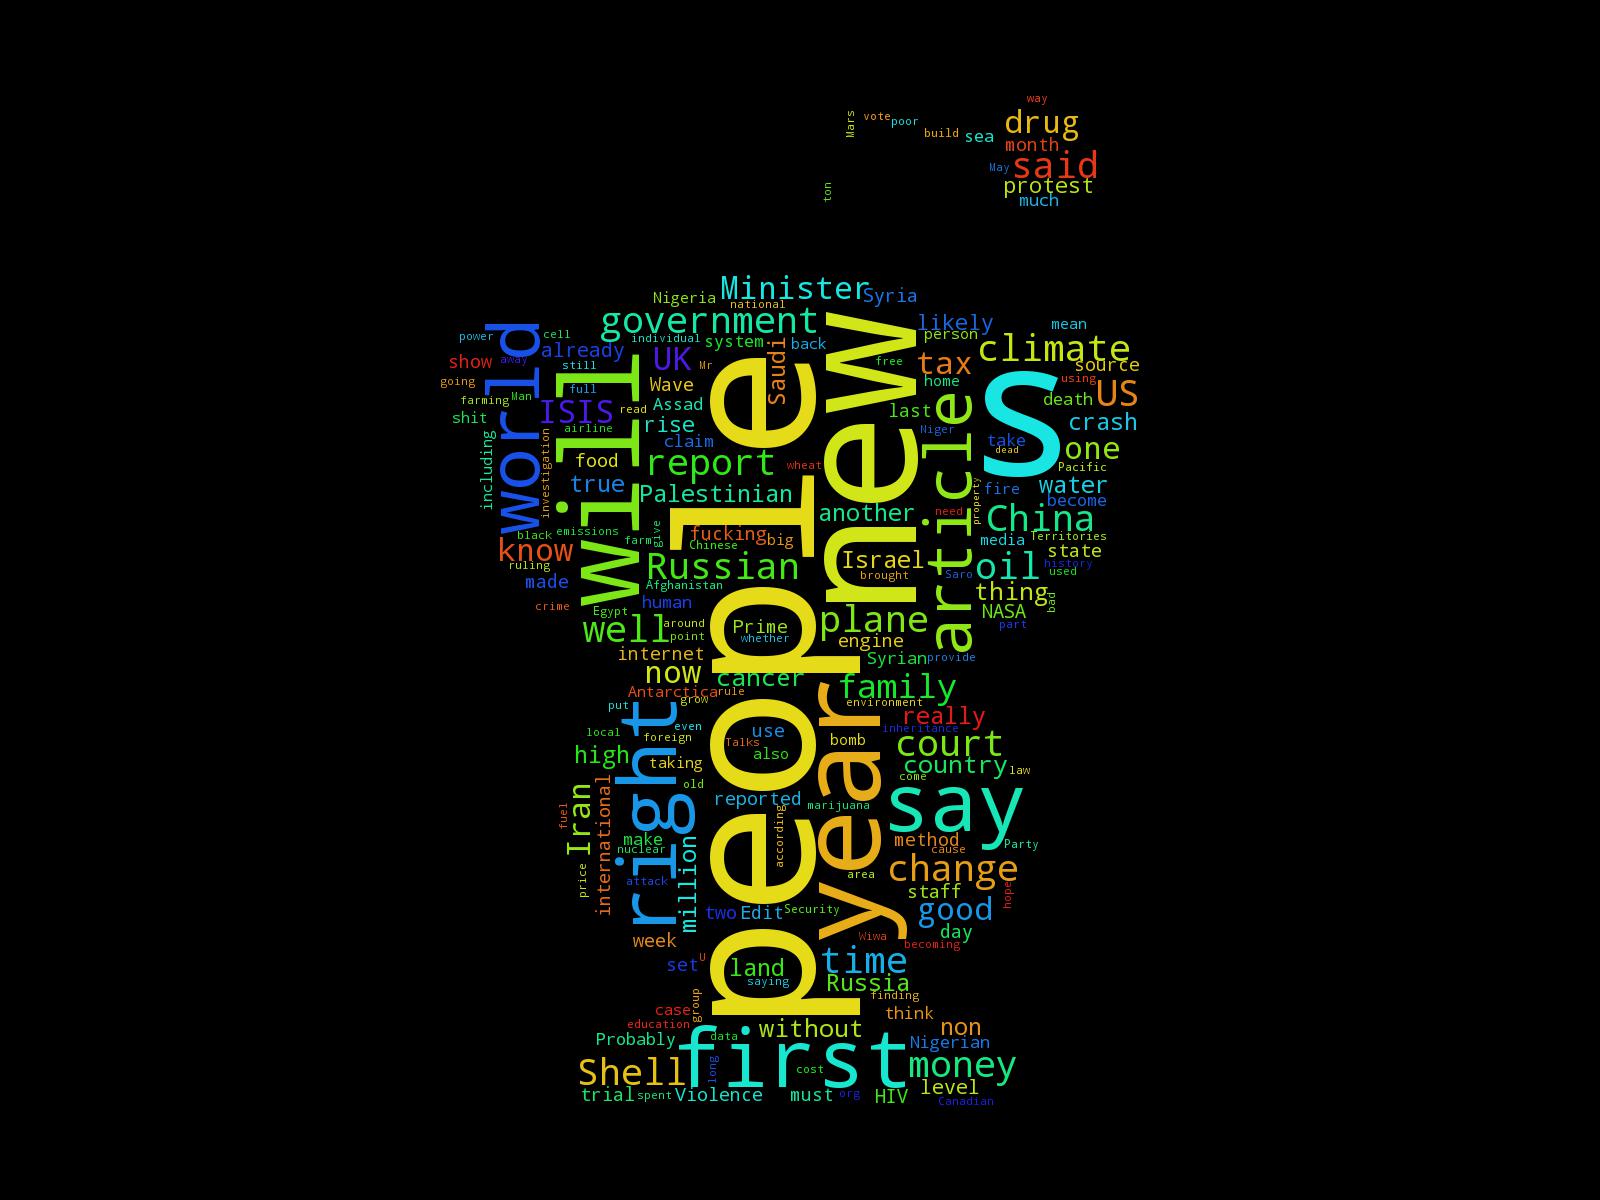 way
Mars
vote
poor
build
sea
drug
month
May
said
protest
ton
much
Minister
Syria
Nigeria
national
government
new
likely
mean
power
world
cell
individual
system
back
person
climate
already
UK
Mr
Saudi
free
tax
source
show
away
still
people
home
using
going
full
Wave
S
US
farming
Man
will
ISIS
read
Assad
last
death
shit
airline
rise
article
Niger
crash
including
investigation
claim
take
dead
one
food
report
wheat
Pacific
true
Palestinian
property
fire
water
become
another
need
China
black
emissions
farm
give
fucking
big
Chinese
media
Territories
know
Israel
state
ruling
Russian
brought
Saro
oil
history
used
made
Afghanistan
thing
bad
crime
human
NASA
Egypt
well
around
point
Prime
whether
plane
engine
part
internet
Syrian
provide
now
cancer
family
Antarctica
rule
grow
environment
put
right
year
really
local
foreign
even
Talks
use
bomb
inheritance
high
taking
also
court
country
law
old
come
Iran
international
reported
marijuana
say
fuel
make
nuclear
million
according
method
cause
Party
price
attack
area
change
staff
hope
two
Edit
Security
good
week
Wiwa
day
becoming
set
U
land
time
saying
Russia
finding
case
group
think
education
without
non
Probably
data
first
Nigerian
Shell
long
cost
money
trial
spent
Violence
must
org
HIV
level
Canadian